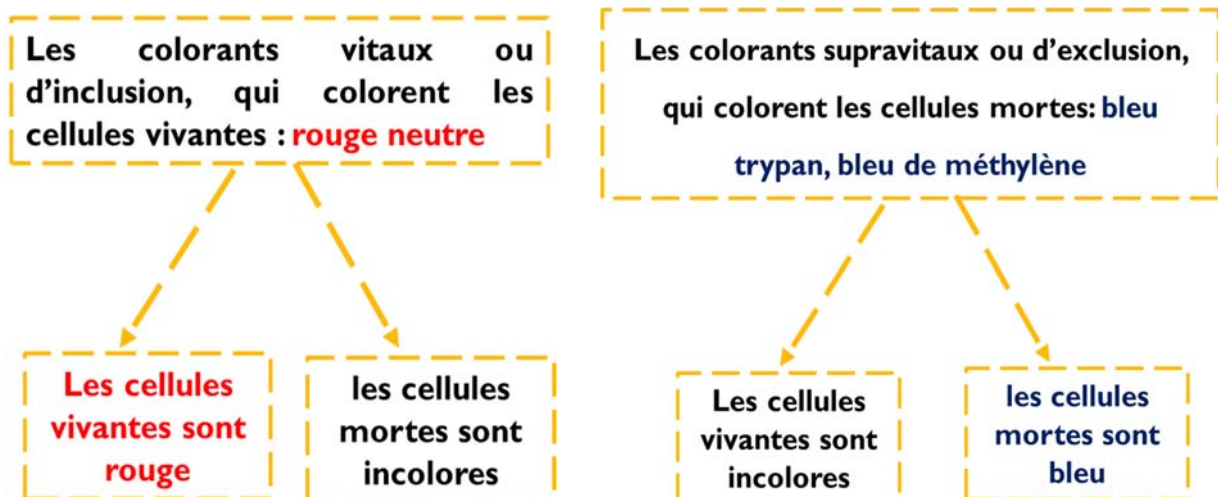 Les colorants vitaux ou
d’inclusion, qui colorent les
cellules vivantes : rouge neutre
Les cellules
vivantes sont
rouge
les cellules
mortes sont
incolores
Les colorants supravitaux ou d’exclusion,
qui colorent les cellules mortes: bleu
trypan, bleu de méthylène
Les cellules
vivantes sont
incolores
les cellules
mortes sont
bleu